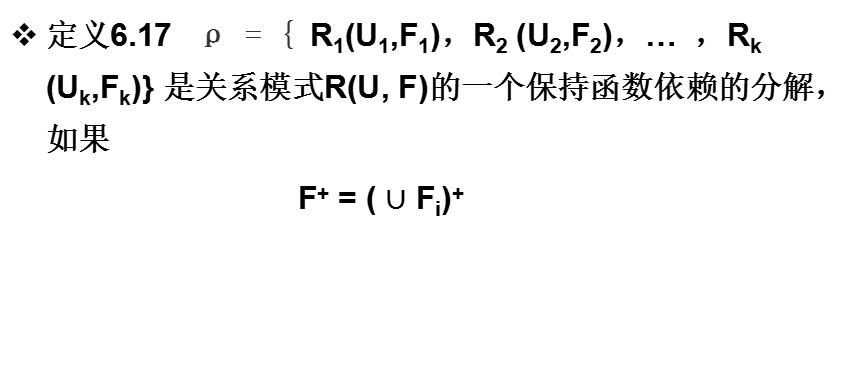 ❖ 定义6.17 ρ = { R₁(U₁,F₁), R₂ (U₂,F₂), … , Rₖ
(Uₖ,Fₖ)} 是关系模式R(U, F)的一个保持函数依赖的分解，
如果
F⁺ = ( ∪ Fᵢ)⁺